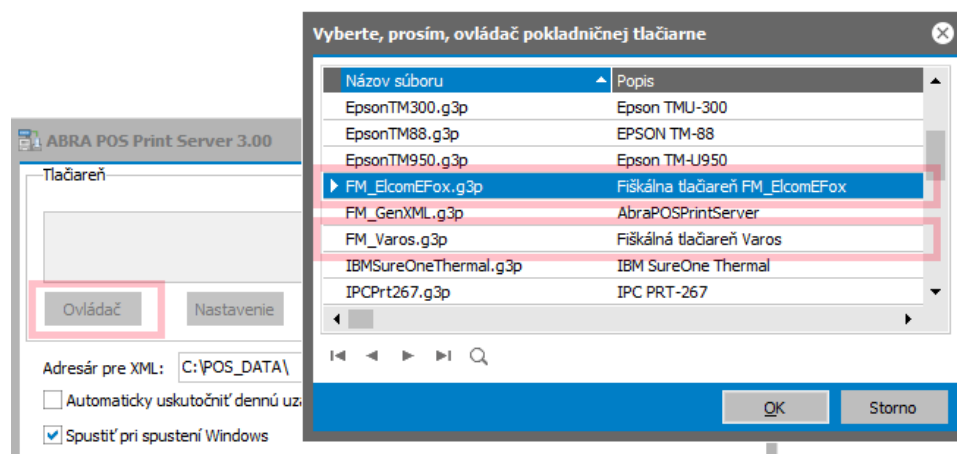 Vyberte, prosím, ovládač pokladničnej tlačiarne
Názov súboru Popis
EpsonTM300.g3p Epson TMU-300
EpsonTM88.g3p EPSON TM-88
EpsonTM950.g3p Epson TM-U950
FM_ElcomEFox.g3p Fiškálna tlačiareň FM_ElcomEFox
FM_GenXML.g3p AbraPOSPrintServer
FM_Varos.g3p Fiškálná tlačiareň Varos
IBMSureOneThermal.g3p IBM SureOne Thermal
IPCPrt267.g3p IPC PRT-267
OK Storno
ABRA POS Print Server 3.00
Tlačiareň
Ovládač Nastavenie
Adresár pre XML: C:\POS_DATA\
Automaticky uskutočniť dennú uz
Spustiť pri spustení Windows